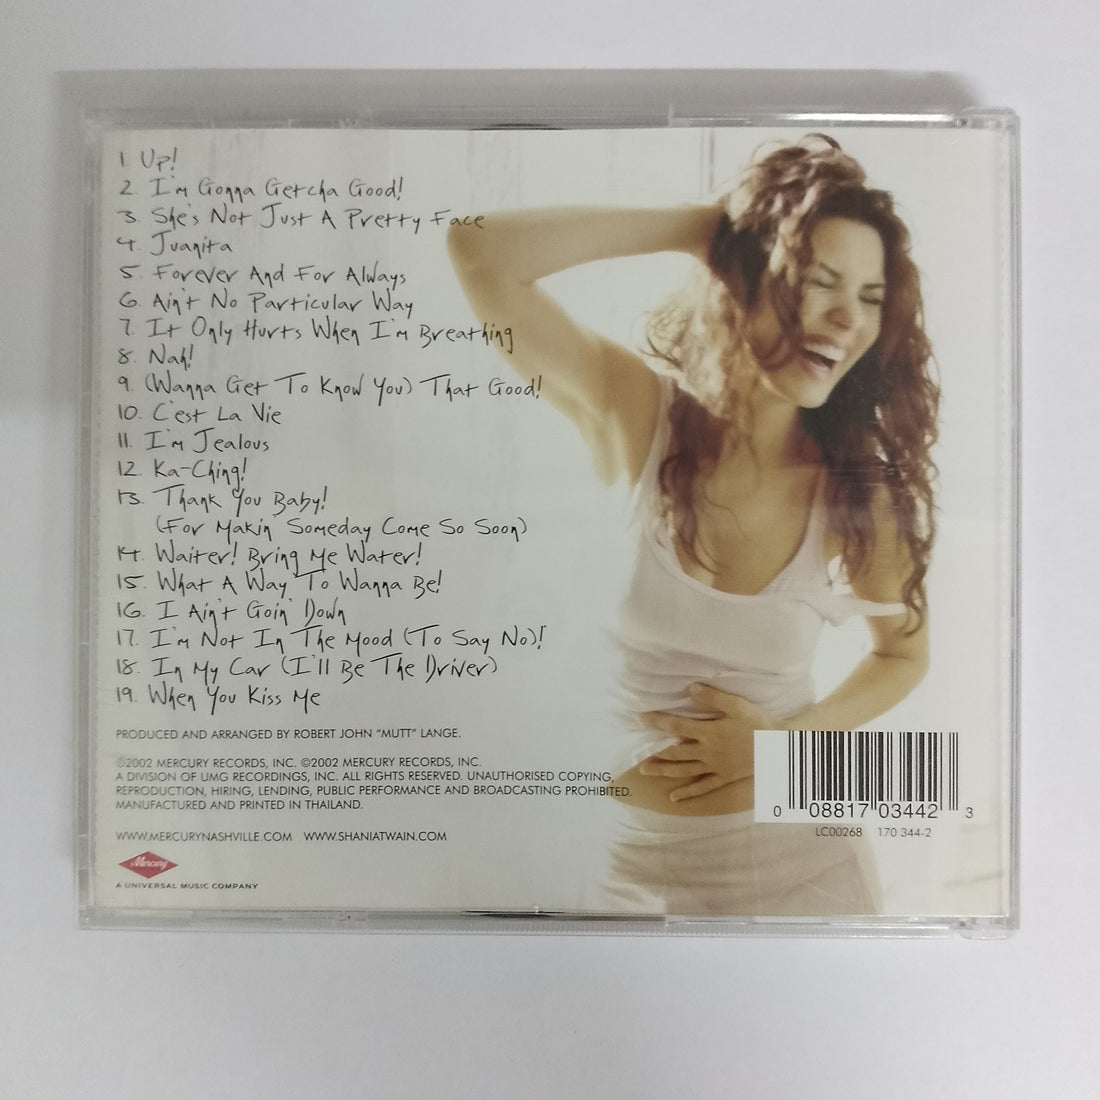 1. Up!
2. I'm Gonna Getcha Good!
3. She's Not Just A Pretty Face
4. Juanita
5. Forever And For Always
6. Ain't No Particular Way
7. It Only Hurts When I'm Breathing
8. Nah!
9. (Wanna Get To Know You) That Good!
10. C'est La Vie
11. I'm Jealous
12. Ka-Ching!
13. Thank You Baby!
(For Makin' Someday Come So Soon)
14. Waiter! Bring Me Water!
15. What A Way To Wanna Be!
16. I Ain't Goin' Down
17. I'm Not In The Mood (To Say No)!
18. In My Car (I'll Be The Driver)
19. When You Kiss Me
PRODUCED AND ARRANGED BY ROBERT JOHN "MUTT" LANGE.
©2002 MERCURY RECORDS, INC. ©2002 MERCURY RECORDS, INC.
A DIVISION OF UMG RECORDINGS, INC. ALL RIGHTS RESERVED. UNAUTHORISED COPYING,
REPRODUCTION, HIRING, LENDING, PUBLIC PERFORMANCE AND BROADCASTING PROHIBITED.
MANUFACTURED AND PRINTED IN THAILAND.
WWW.MERCURYNASHVILLE.COM WWW.SHANIATWAIN.COM
Mercury
A UNIVERSAL MUSIC COMPANY
0 08817 03442 3
LC00268 170 344-2